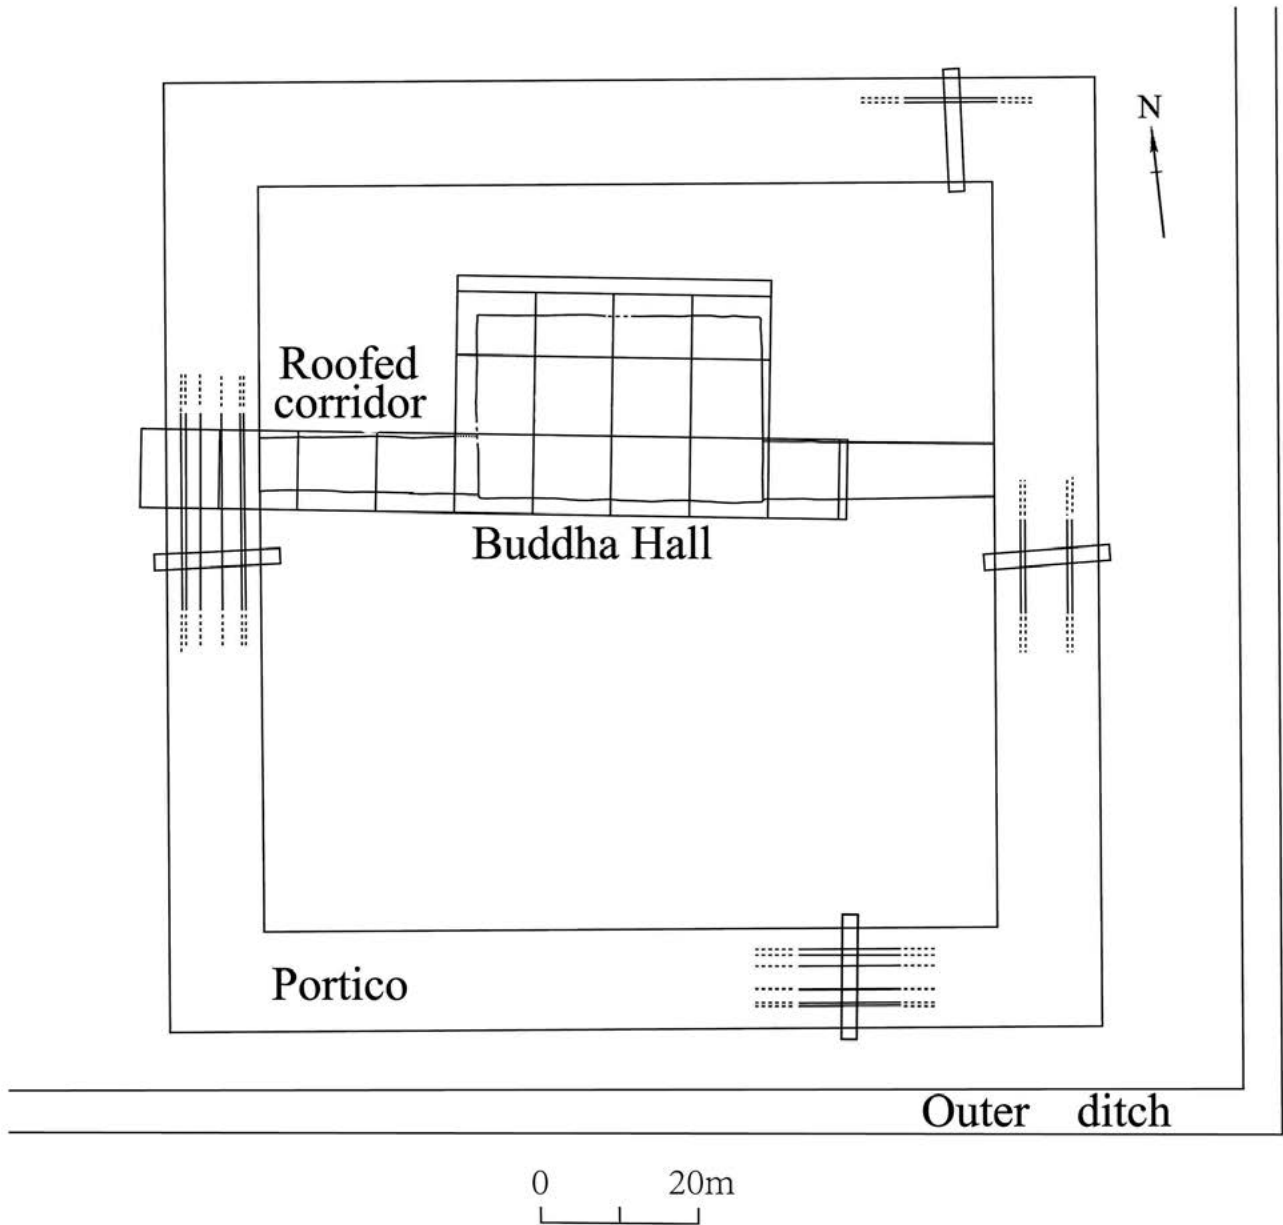 N
Roofed
corridor
Buddha Hall
Portico
Outer ditch
0 20m